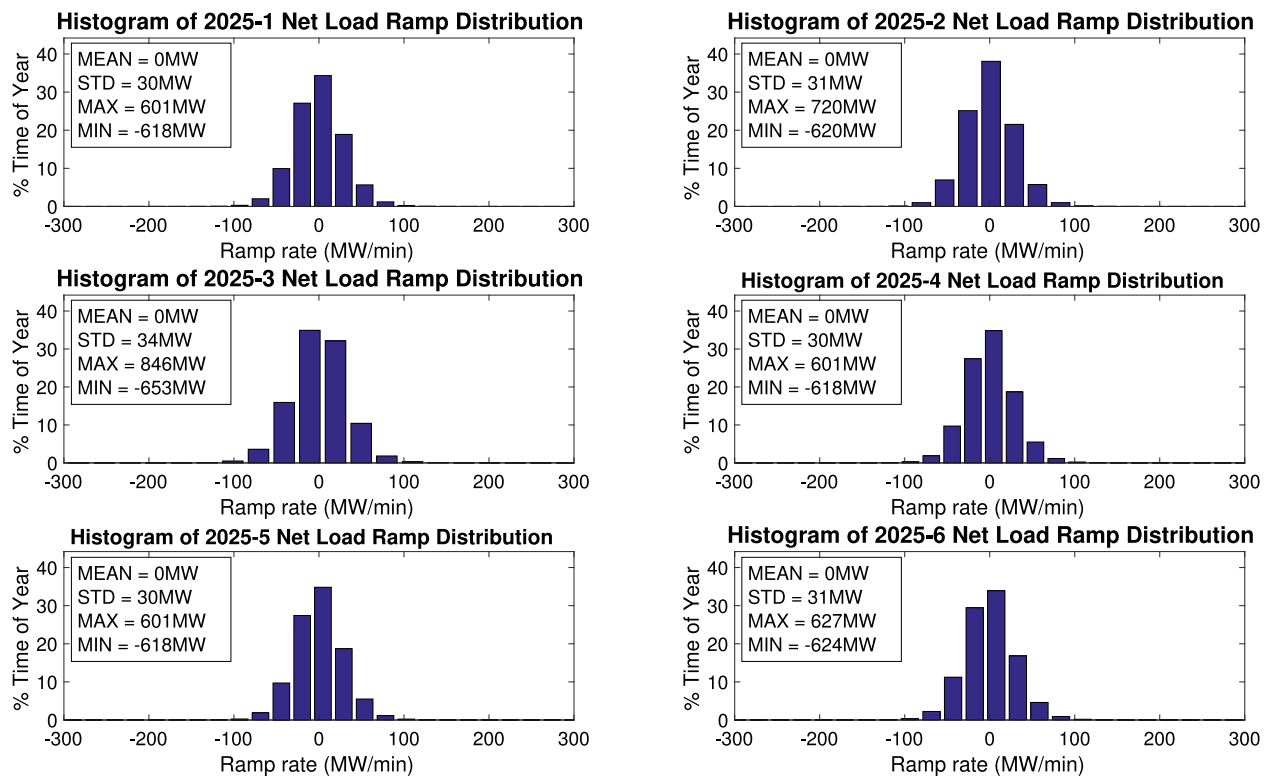 Histogram of 2025-1 Net Load Ramp Distribution
MEAN = 0MW
STD = 30MW
MAX = 601MW
MIN = -618MW
% Time of Year
40
30
20
10
0
-300 -200 -100 0 100 200 300
Ramp rate (MW/min)
Histogram of 2025-2 Net Load Ramp Distribution
MEAN = 0MW
STD = 31MW
MAX = 720MW
MIN = -620MW
% Time of Year
40
30
20
10
0
-300 -200 -100 0 100 200 300
Ramp rate (MW/min)
Histogram of 2025-3 Net Load Ramp Distribution
MEAN = 0MW
STD = 34MW
MAX = 846MW
MIN = -653MW
% Time of Year
40
30
20
10
0
-300 -200 -100 0 100 200 300
Ramp rate (MW/min)
Histogram of 2025-4 Net Load Ramp Distribution
MEAN = 0MW
STD = 30MW
MAX = 601MW
MIN = -618MW
% Time of Year
40
30
20
10
0
-300 -200 -100 0 100 200 300
Ramp rate (MW/min)
Histogram of 2025-5 Net Load Ramp Distribution
MEAN = 0MW
STD = 30MW
MAX = 601MW
MIN = -618MW
% Time of Year
40
30
20
10
0
-300 -200 -100 0 100 200 300
Ramp rate (MW/min)
Histogram of 2025-6 Net Load Ramp Distribution
MEAN = 0MW
STD = 31MW
MAX = 627MW
MIN = -624MW
% Time of Year
40
30
20
10
0
-300 -200 -100 0 100 200 300
Ramp rate (MW/min)